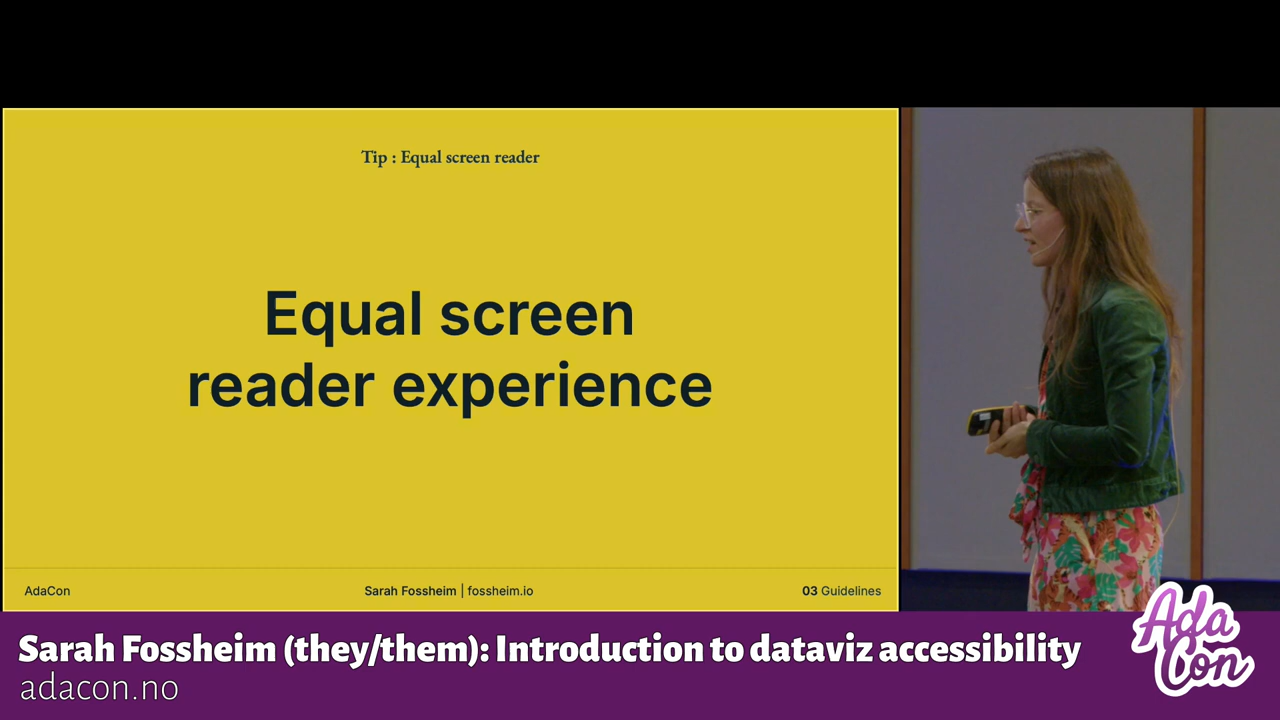 Tip : Equal screen reader
Equal screen
reader experience
AdaCon
Sarah Fossheim | fossheim.io
03 Guidelines
Sarah Fossheim (they/them): Introduction to dataviz accessibility
adacon.no
Ada
Con